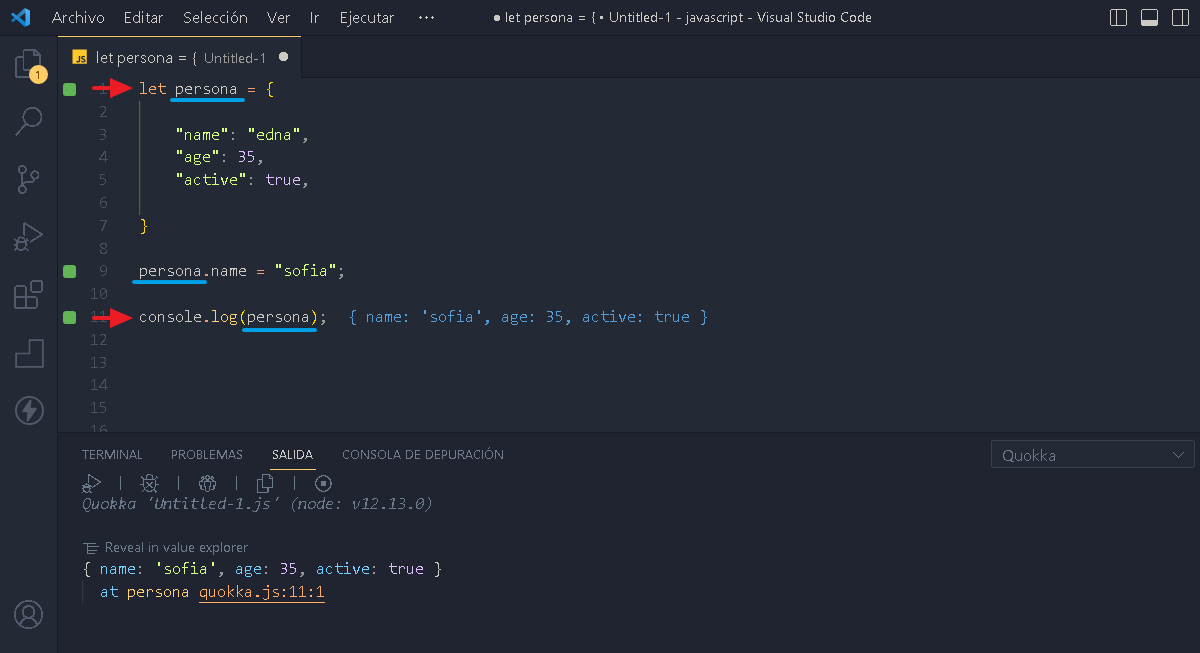 Archivo Editar Selección Ver Ir Ejecutar ··· ● let persona = { • Untitled-1 - javascript - Visual Studio Code
JS let persona = { Untitled-1 ●
1
1 let persona = {
2
3 "name": "edna",
4 "age": 35,
5 "active": true,
6
7 }
8
9 persona.name = "sofia";
10
11 console.log(persona); { name: 'sofia', age: 35, active: true }
12
13
14
15
16
TERMINAL PROBLEMAS SALIDA CONSOLA DE DEPURACIÓN Quokka
Quokka 'Untitled-1.js' (node: v12.13.0)
Reveal in value explorer
{ name: 'sofia', age: 35, active: true }
at persona quokka.js:11:1